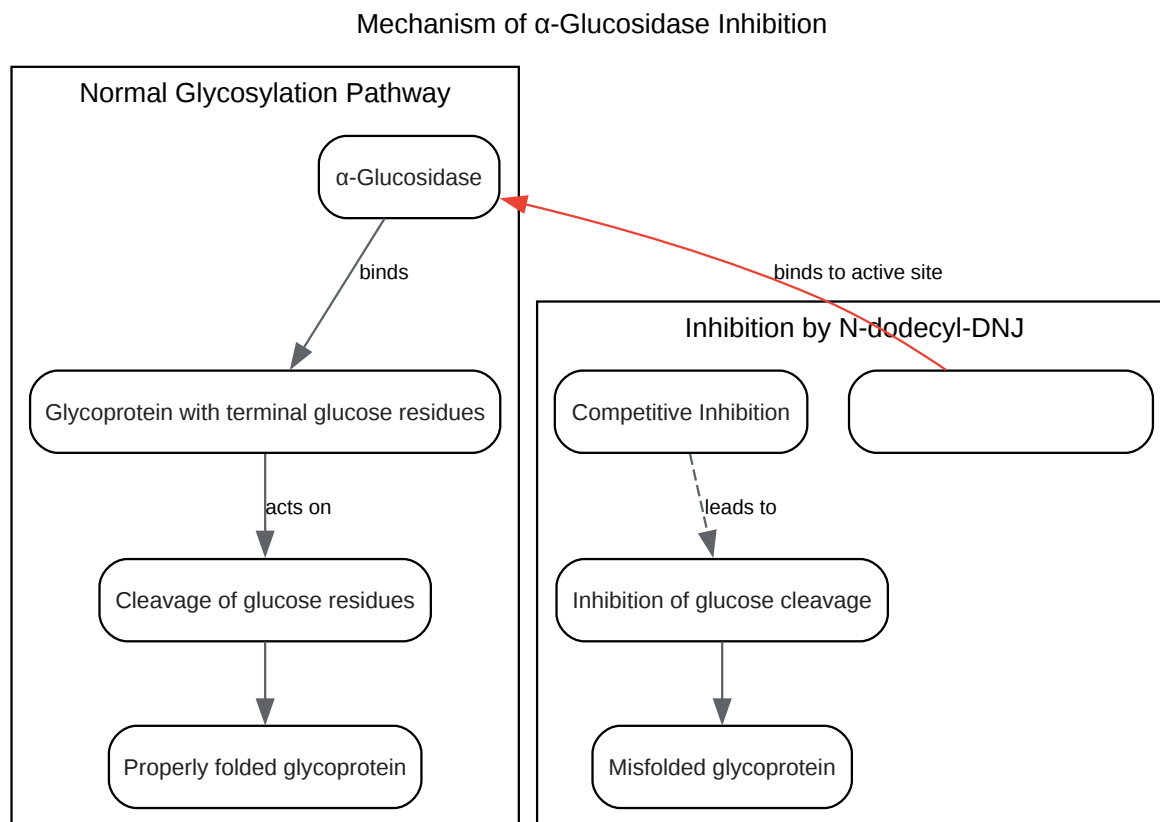 Mechanism of α-Glucosidase Inhibition
Normal Glycosylation Pathway
α-Glucosidase
binds
Glycoprotein with terminal glucose residues
acts on
Cleavage of glucose residues
Properly folded glycoprotein
binds to active site
Inhibition by N-dodecyl-DNJ
Competitive Inhibition
leads to
Inhibition of glucose cleavage
Misfolded glycoprotein